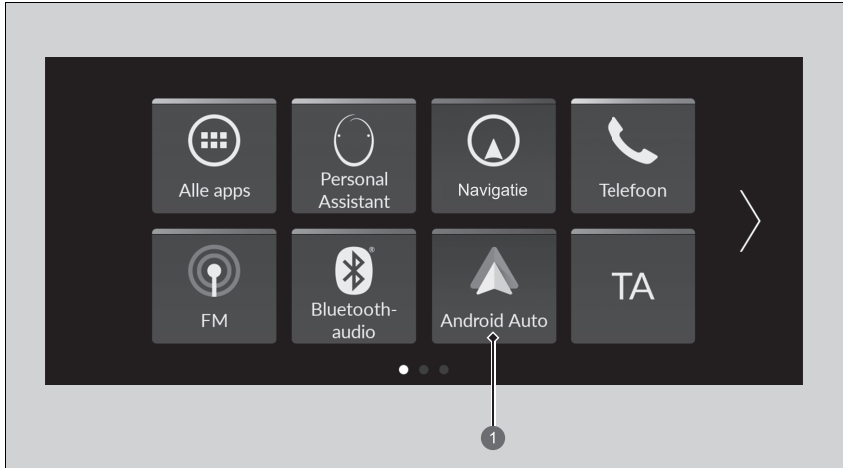 Alle apps
Personal
Assistant
Navigatie
Telefoon
FM
Bluetooth-
audio
®
Android Auto
TA
1